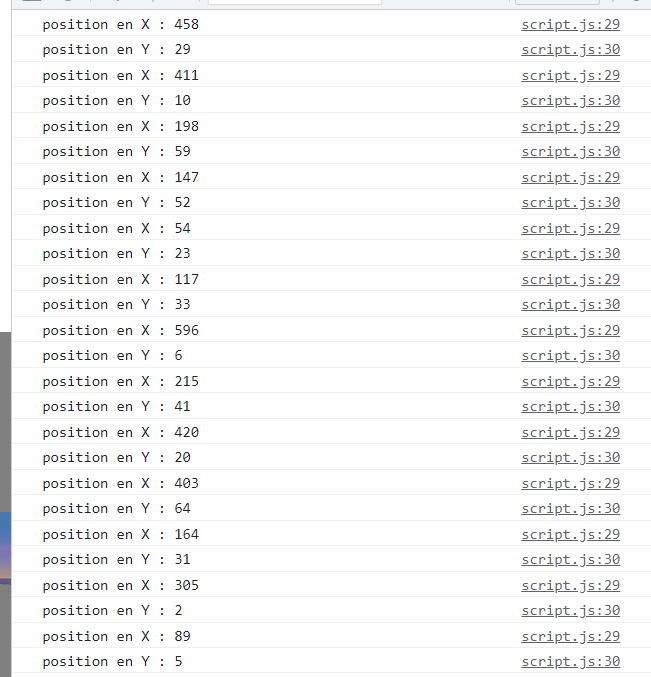 position en X : 458 script.js:29
position en Y : 29 script.js:30
position en X : 411 script.js:29
position en Y : 10 script.js:30
position en X : 198 script.js:29
position en Y : 59 script.js:30
position en X : 147 script.js:29
position en Y : 52 script.js:30
position en X : 54 script.js:29
position en Y : 23 script.js:30
position en X : 117 script.js:29
position en Y : 33 script.js:30
position en X : 596 script.js:29
position en Y : 6 script.js:30
position en X : 215 script.js:29
position en Y : 41 script.js:30
position en X : 420 script.js:29
position en Y : 20 script.js:30
position en X : 403 script.js:29
position en Y : 64 script.js:30
position en X : 164 script.js:29
position en Y : 31 script.js:30
position en X : 305 script.js:29
position en Y : 2 script.js:30
position en X : 89 script.js:29
position en Y : 5 script.js:30